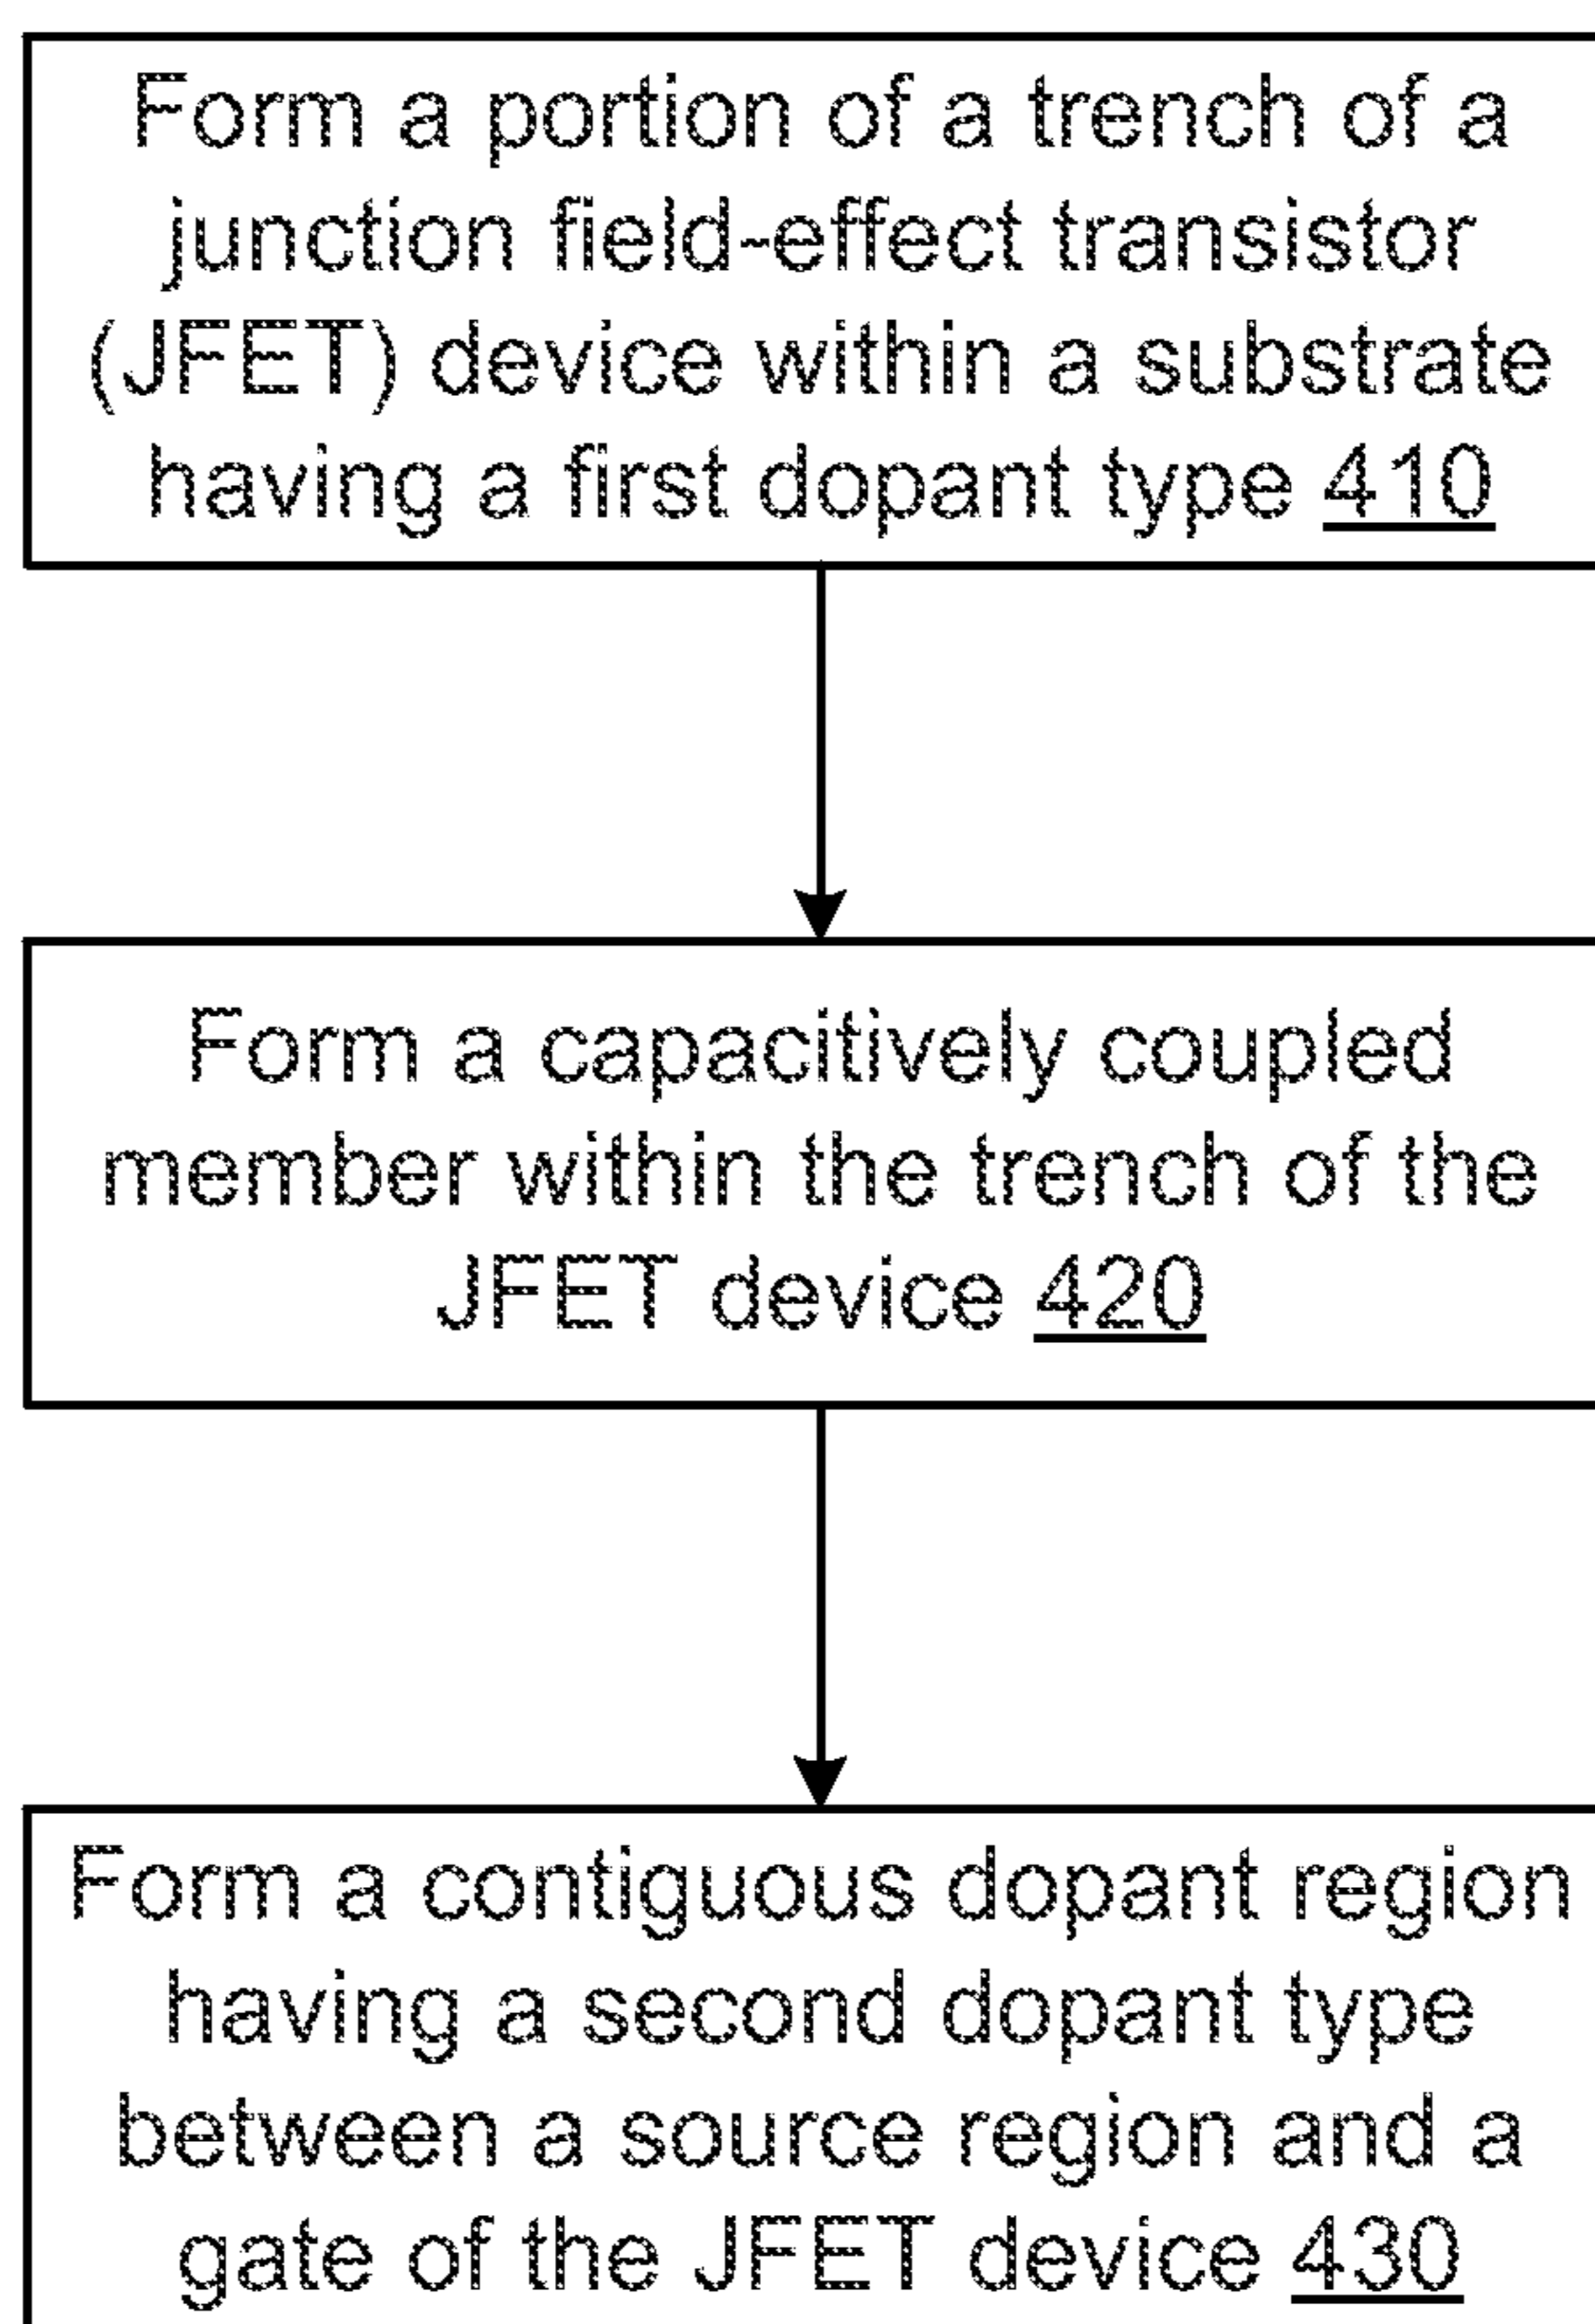 Form a portion of a trench of a
junction field-effect transistor
(JFET) device within a substrate
having a first dopant type 410
Form a capacitively coupled
member within the trench of the
JFET device 420
Form a contiguous dopant region
having a second dopant type
between a source region and a
gate of the JFET device 430